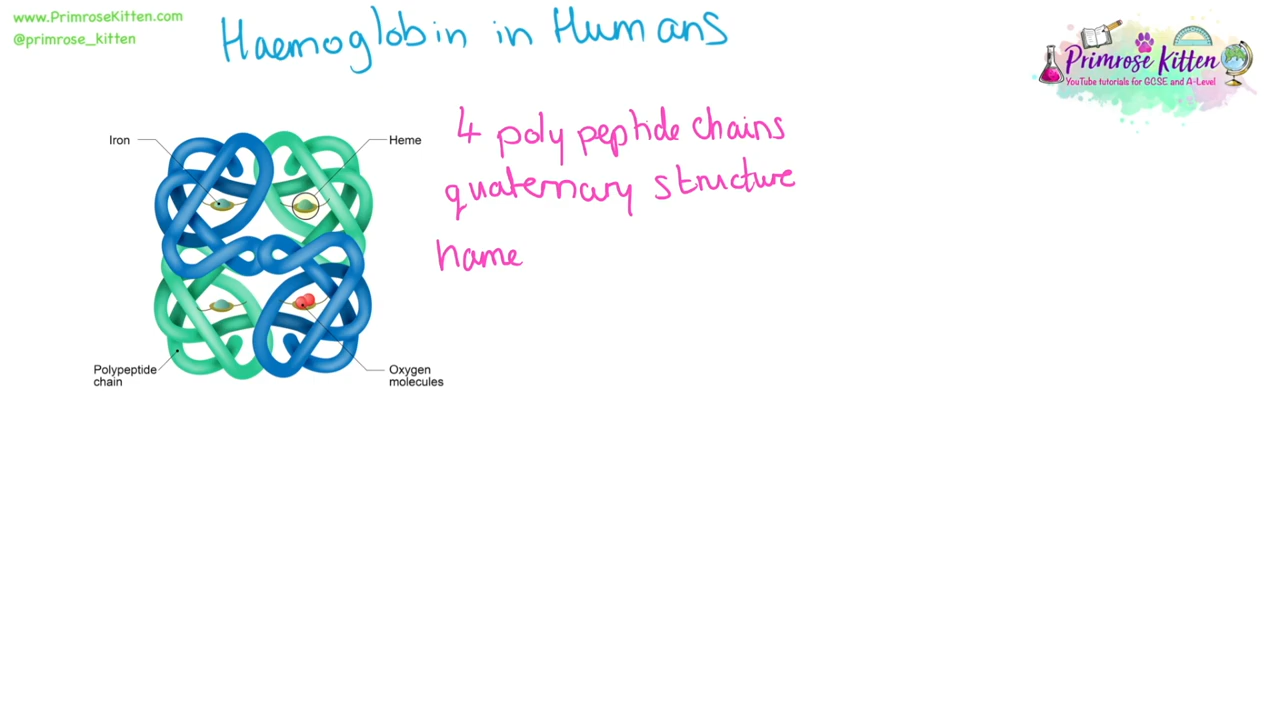 www.PrimroseKitten.com
@primrose_kitten
Haemoglobin in Humans
Primrose Kitten
YouTube tutorials for GCSE and A-Level
Iron
Heme
4 polypeptide chains
quaternary structure
hame
Polypeptide
chain
Oxygen
molecules